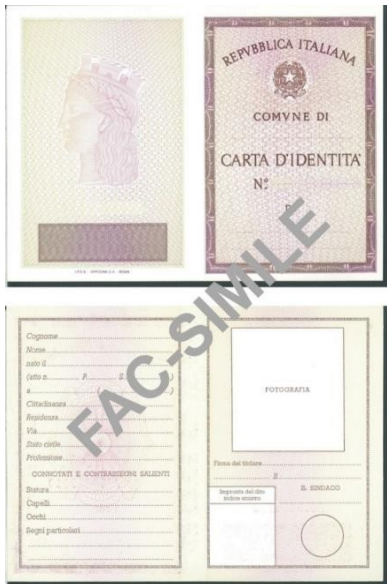 REPVBBLICA ITALIANA
COMVNE DI
CARTA D'IDENTITA'
N.º
FAC-SIMILE
Cognome
Nome
nato il
(atto n. P. S. )
a ( )
Cittadinanza
Residenza
Via
Stato civile
Professione
CONNOTATI E CONTRASSEGNI SALIENTI
Statura
Capelli
Occhi
Segni particolari
FOTOGRAFIA
Firma del titolare
Impronta del dito
indice sinistro
IL SINDACO